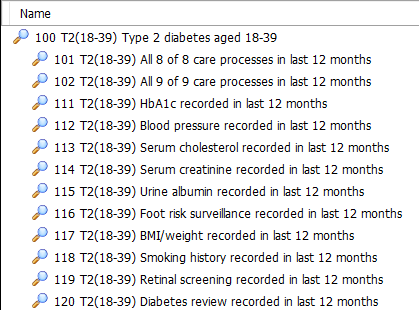 Name
100 T2(18-39) Type 2 diabetes aged 18-39
101 T2(18-39) All 8 of 8 care processes in last 12 months
102 T2(18-39) All 9 of 9 care processes in last 12 months
111 T2(18-39) HbA1c recorded in last 12 months
112 T2(18-39) Blood pressure recorded in last 12 months
113 T2(18-39) Serum cholesterol recorded in last 12 months
114 T2(18-39) Serum creatinine recorded in last 12 months
115 T2(18-39) Urine albumin recorded in last 12 months
116 T2(18-39) Foot risk surveillance recorded in last 12 months
117 T2(18-39) BMI/weight recorded in last 12 months
118 T2(18-39) Smoking history recorded in last 12 months
119 T2(18-39) Retinal screening recorded in last 12 months
120 T2(18-39) Diabetes review recorded in last 12 months